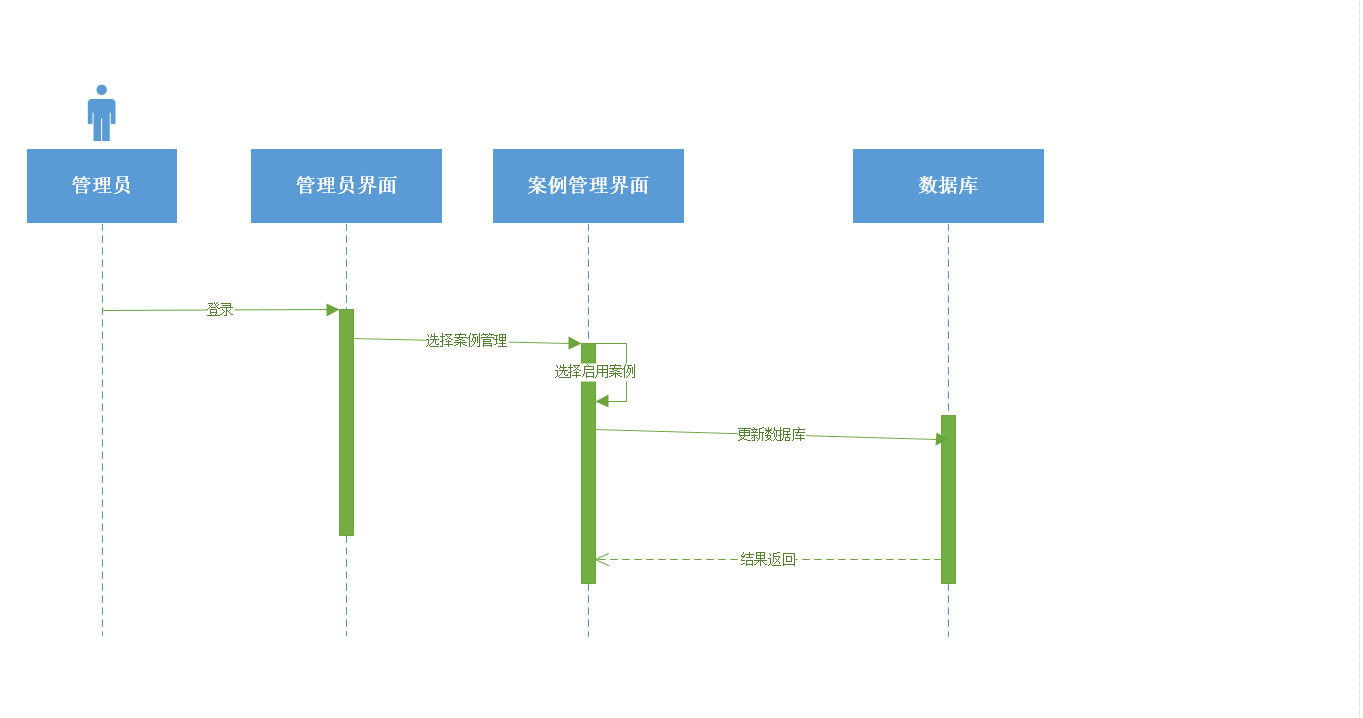 管理员
管理员界面
案例管理界面
数据库
登录
选择案例管理
选择启用案例
更新数据库
结果返回